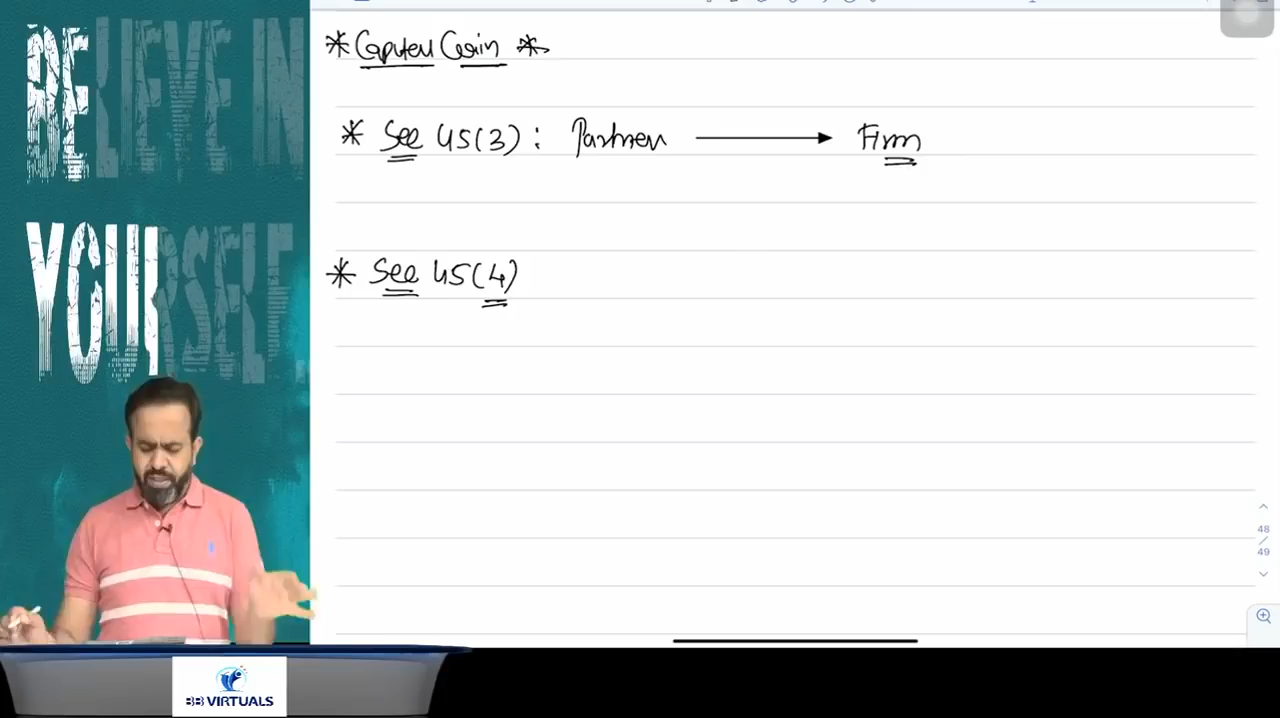 BELIEVE IN
YOURSELF.
* Capital Gain *
* Sec 45(3) : Partner → Firm
* Sec 45(4)
48
/
49
BB VIRTUALS